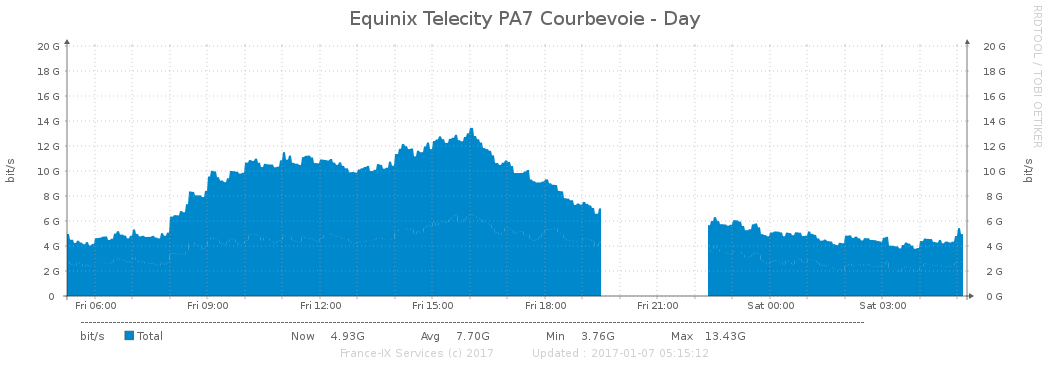 Equinix Telecity PA7 Courbevoie - Day
RRDTOOL / TOBI OETIKER
bit/s
20 G 20 G
18 G 18 G
16 G 16 G
14 G 14 G
12 G 12 G
10 G 10 G
8 G 8 G
6 G 6 G
4 G 4 G
2 G 2 G
0 0 G
bit/s
Fri 06:00 Fri 09:00 Fri 12:00 Fri 15:00 Fri 18:00 Fri 21:00 Sat 00:00 Sat 03:00
bit/s Total Now 4.93G Avg 7.70G Min 3.76G Max 13.43G
France-IX Services (c) 2017 Updated : 2017-01-07 05:15:12